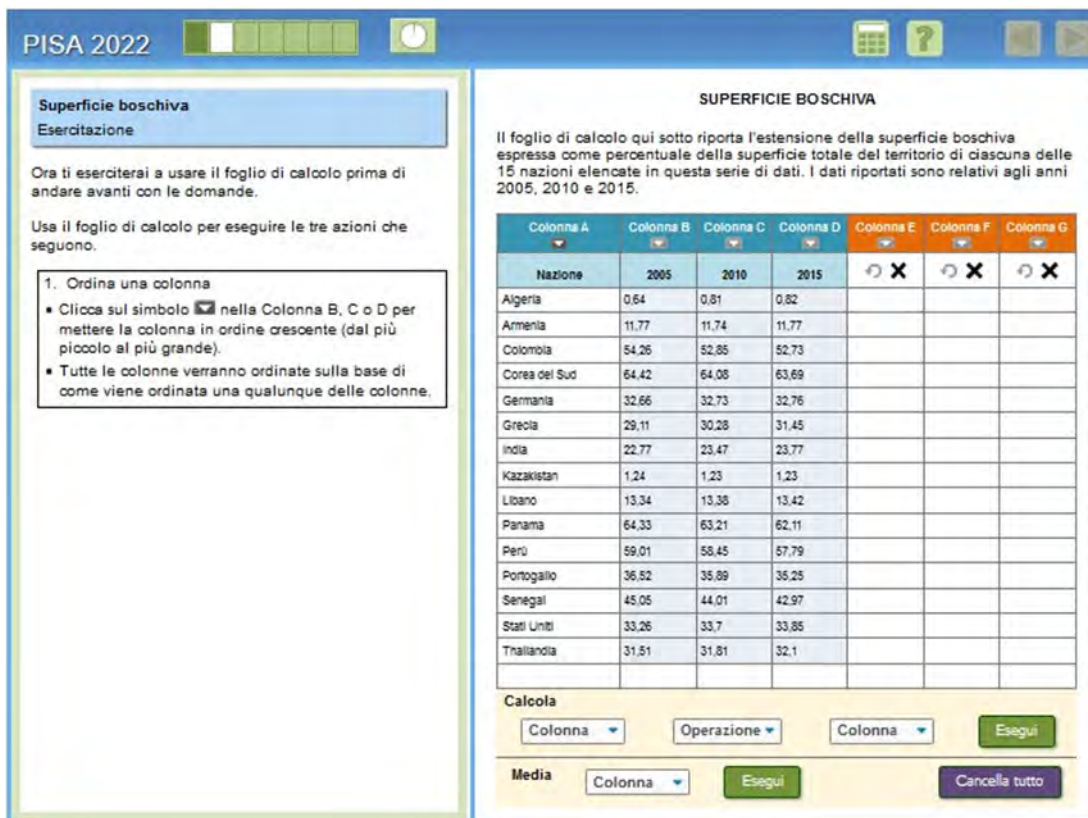 PISA 2022
?
Superficie boschiva
Esercitazione
Ora ti eserciterai a usare il foglio di calcolo prima di
andare avanti con le domande.
Usa il foglio di calcolo per eseguire le tre azioni che
seguono.
1. Ordina una colonna
• Clicca sul simbolo nella Colonna B, C o D per
mettere la colonna in ordine crescente (dal più
piccolo al più grande).
• Tutte le colonne verranno ordinate sulla base di
come viene ordinata una qualunque delle colonne.
SUPERFICIE BOSCHIVA
Il foglio di calcolo qui sotto riporta l'estensione della superficie boschiva
espressa come percentuale della superficie totale del territorio di ciascuna delle
15 nazioni elencate in questa serie di dati. I dati riportati sono relativi agli anni
2005, 2010 e 2015.
Colonna A Colonna B Colonna C Colonna D Colonna E Colonna F Colonna G
Nazione 2005 2010 2015
Algeria 0,64 0,81 0,82
Armenia 11,77 11,74 11,77
Colombia 54,26 52,85 52,73
Corea del Sud 64,42 64,08 63,69
Germania 32,66 32,73 32,76
Grecia 29,11 30,28 31,45
India 22,77 23,47 23,77
Kazakistan 1,24 1,23 1,23
Libano 13,34 13,38 13,42
Panama 64,33 63,21 62,11
Perù 59,01 58,45 57,79
Portogallo 36,52 35,89 35,25
Senegal 45,05 44,01 42,97
Stati Uniti 33,26 33,7 33,85
Thailandia 31,51 31,81 32,1
Calcola
Colonna Operazione Colonna Esegui
Media Colonna Esegui Cancella tutto